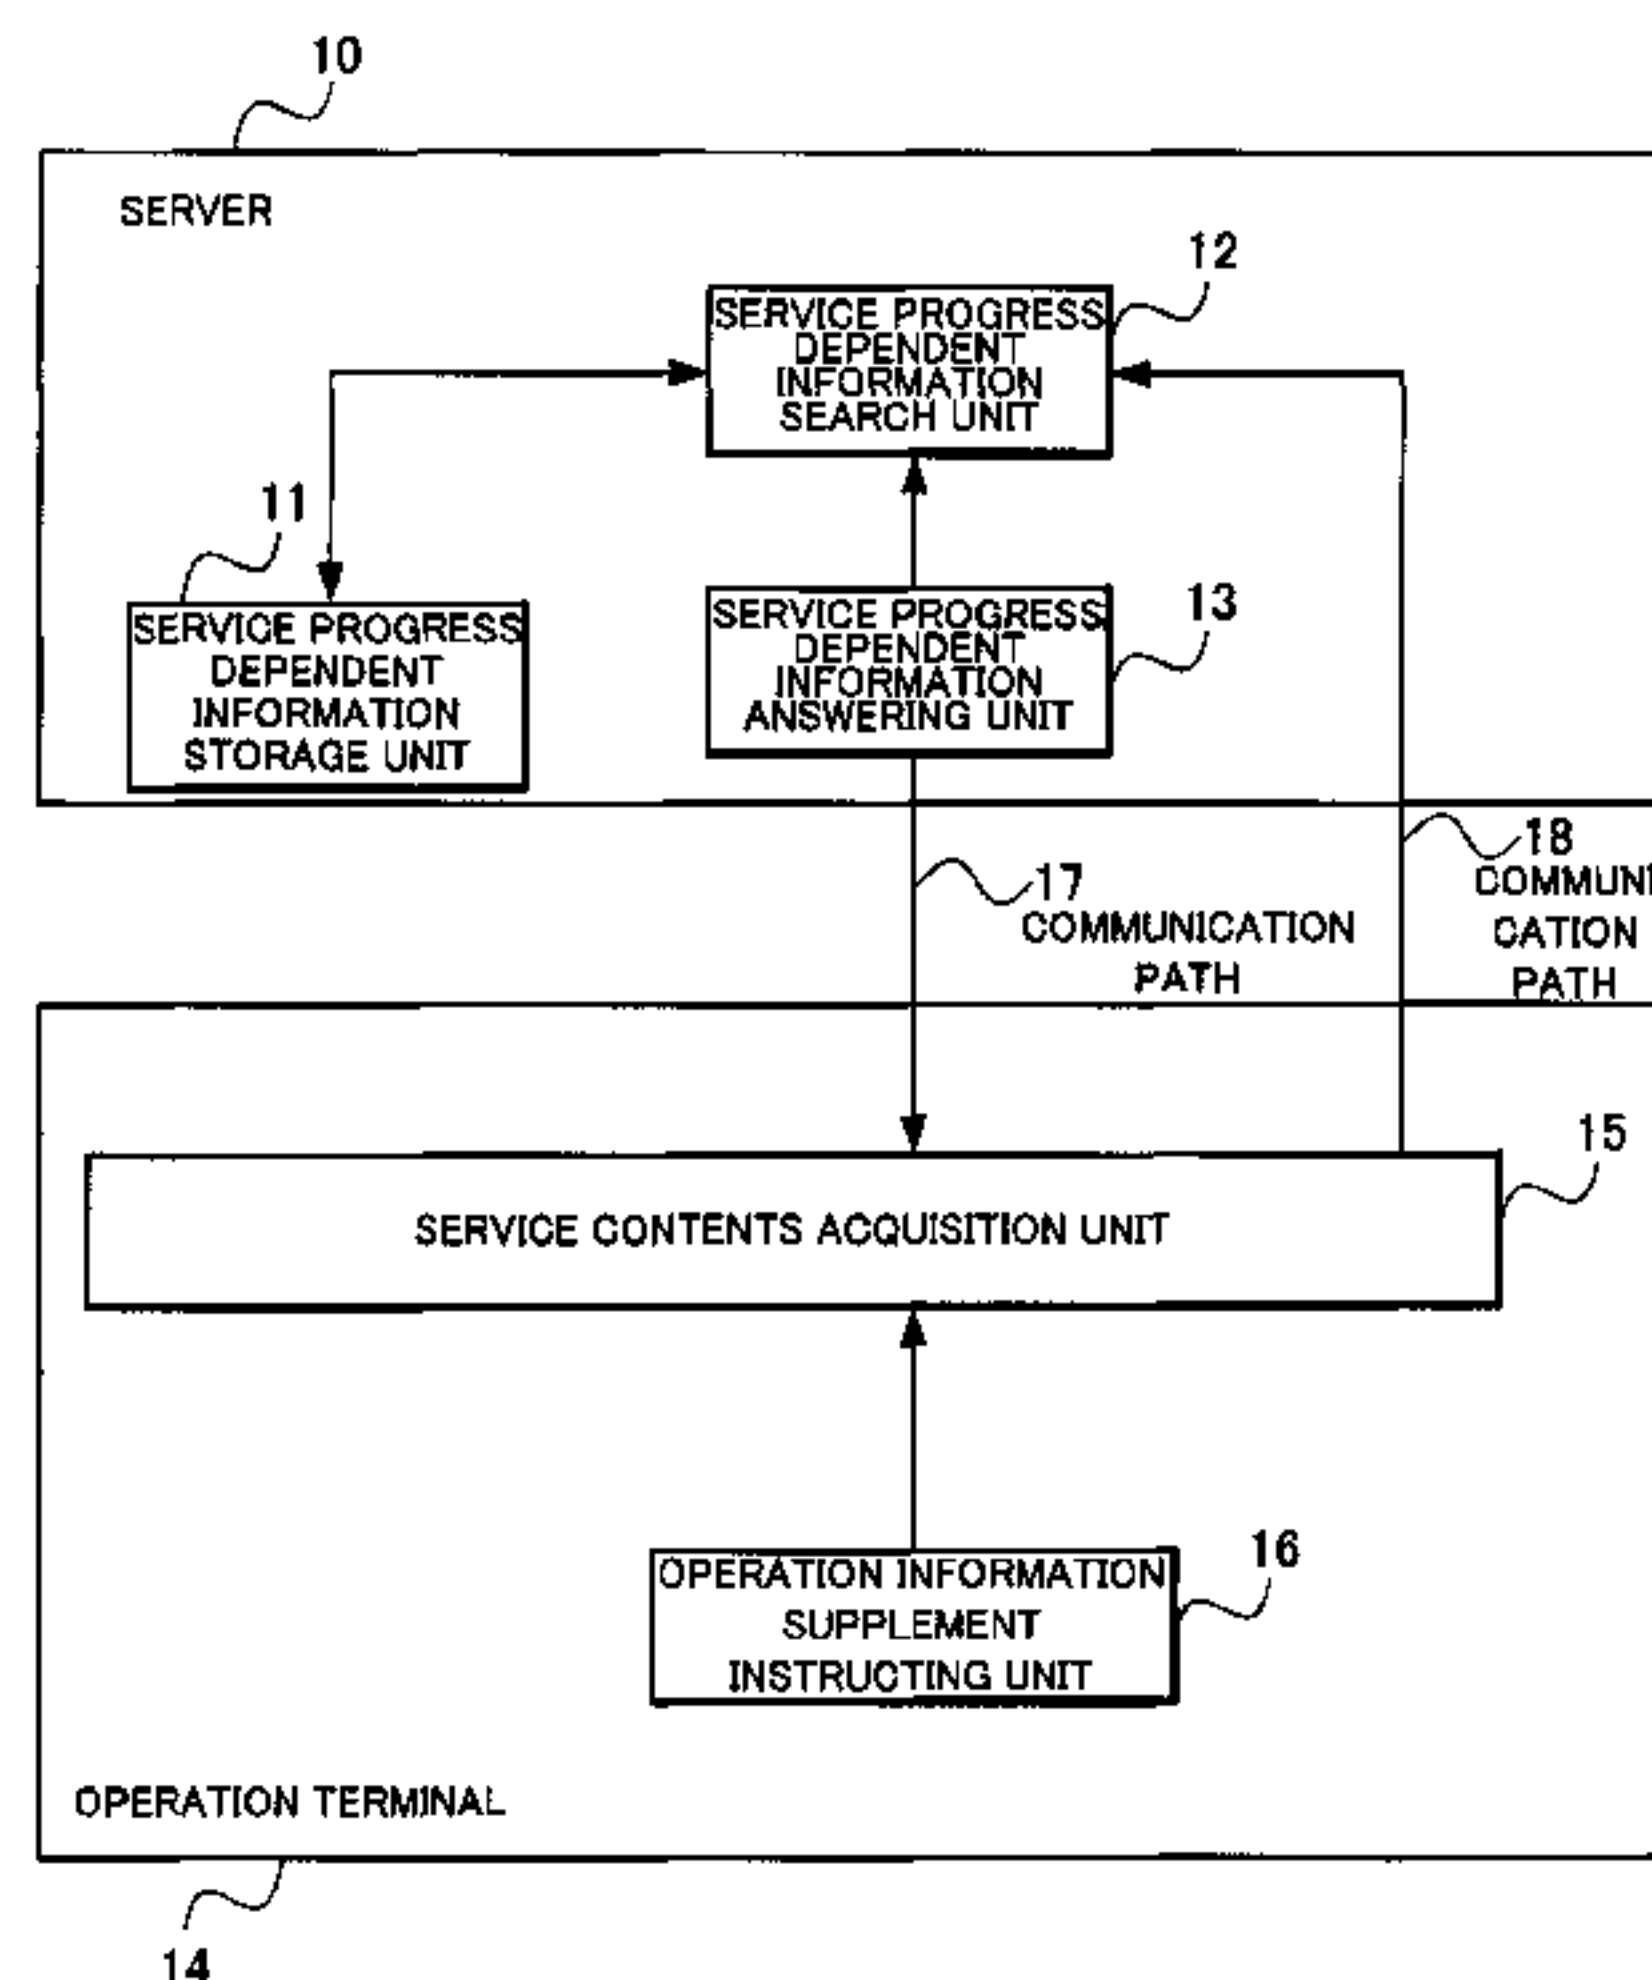 10
SERVER
12
SERVICE PROGRESS
DEPENDENT
INFORMATION
SEARCH UNIT
11
SERVICE PROGRESS
DEPENDENT
INFORMATION
STORAGE UNIT
13
SERVICE PROGRESS
DEPENDENT
INFORMATION
ANSWERING UNIT
17
COMMUNICATION
PATH
18
COMMUNI
CATION
PATH
15
SERVICE CONTENTS ACQUISITION UNIT
16
OPERATION INFORMATION
SUPPLEMENT
INSTRUCTING UNIT
OPERATION TERMINAL
14